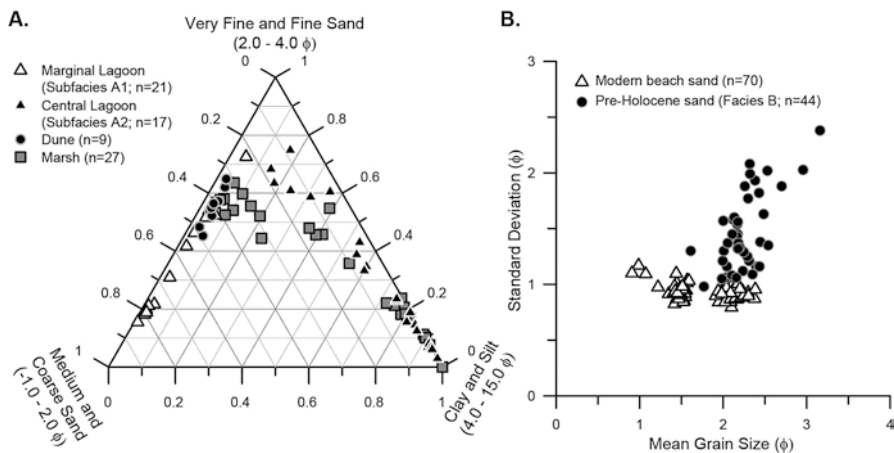 A.
Very Fine and Fine Sand
(2.0 - 4.0 ϕ)
0
1
Marginal Lagoon
(Subfacies A1; n=21)
Central Lagoon
(Subfacies A2; n=17)
Dune (n=9)
Marsh (n=27)
0.2
0.8
0.4
0.6
0.6
0.4
0.8
0.2
1
0
Medium and
Coarse Sand
(-1.0 - 2.0 ϕ)
Clay and Silt
(4.0 - 15.0 ϕ)
0
0.2
0.4
0.6
0.8
1
B.
3
2
1
0
Standard Deviation (ϕ)
Modern beach sand (n=70)
Pre-Holocene sand (Facies B; n=44)
0
1
2
3
4
Mean Grain Size (ϕ)